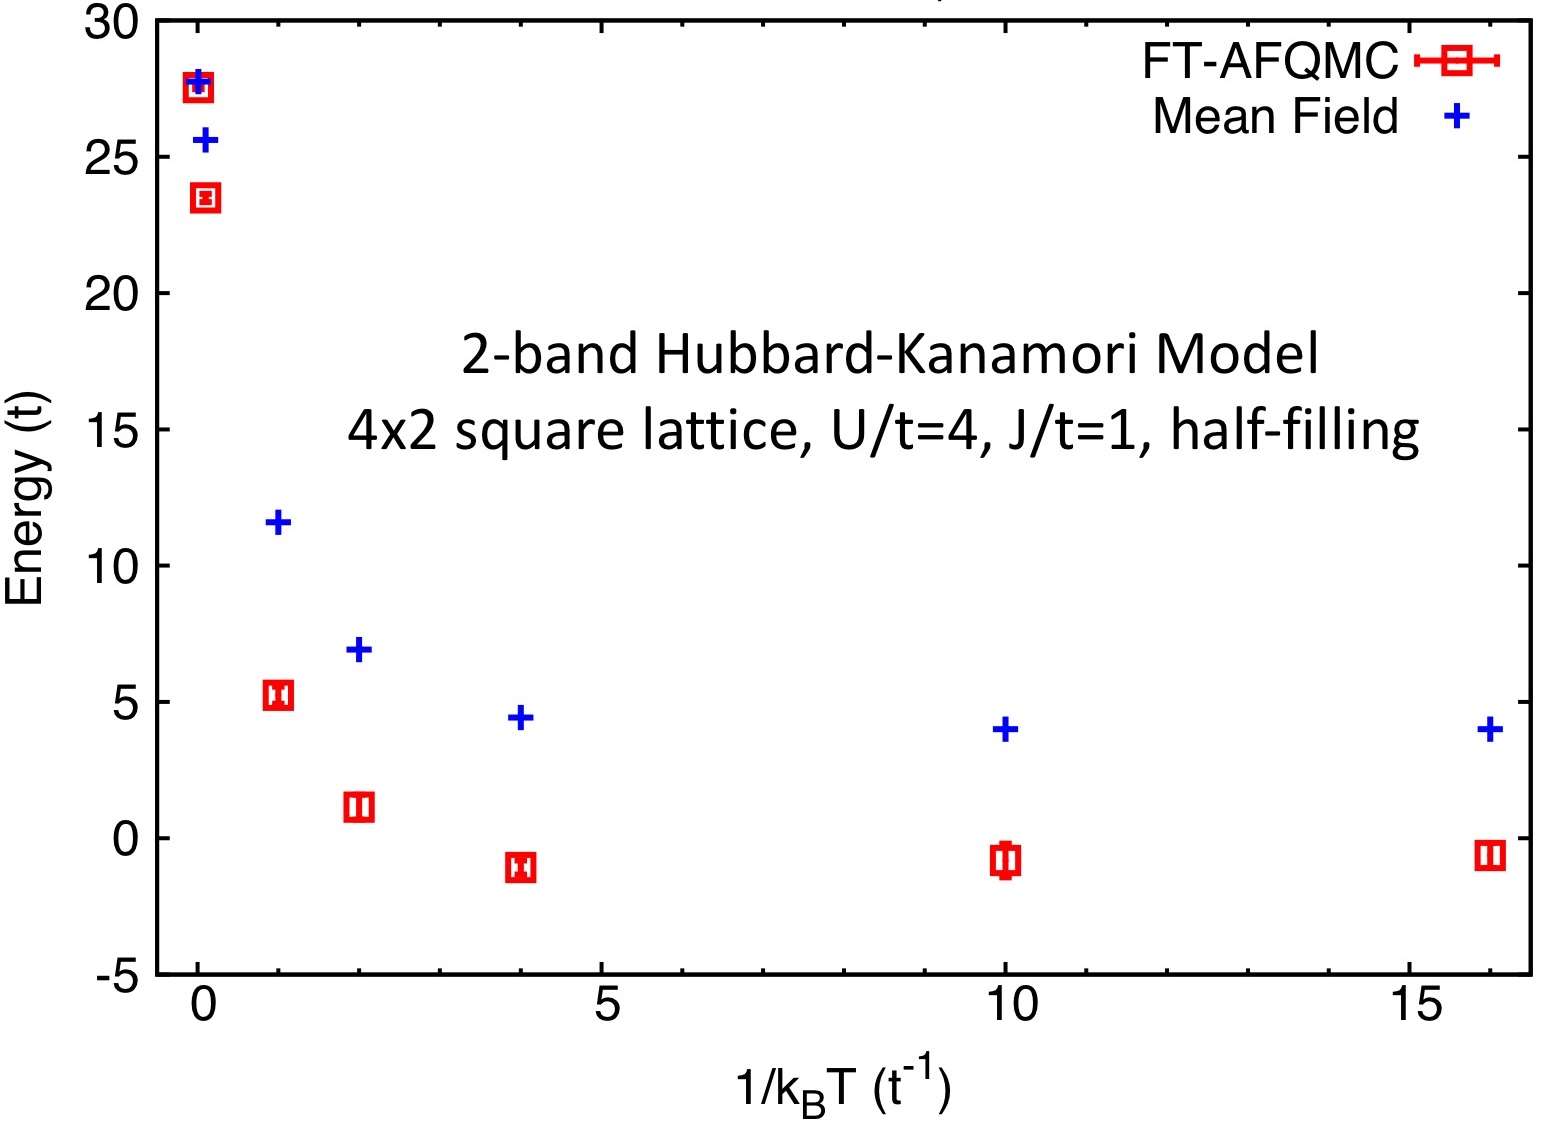 30
25
20
15
10
5
0
-5
Energy (t)
FT-AFQMC
Mean Field
2-band Hubbard-Kanamori Model
4x2 square lattice, U/t=4, J/t=1, half-filling
0 5 10 15
1/k_BT (t^-1)